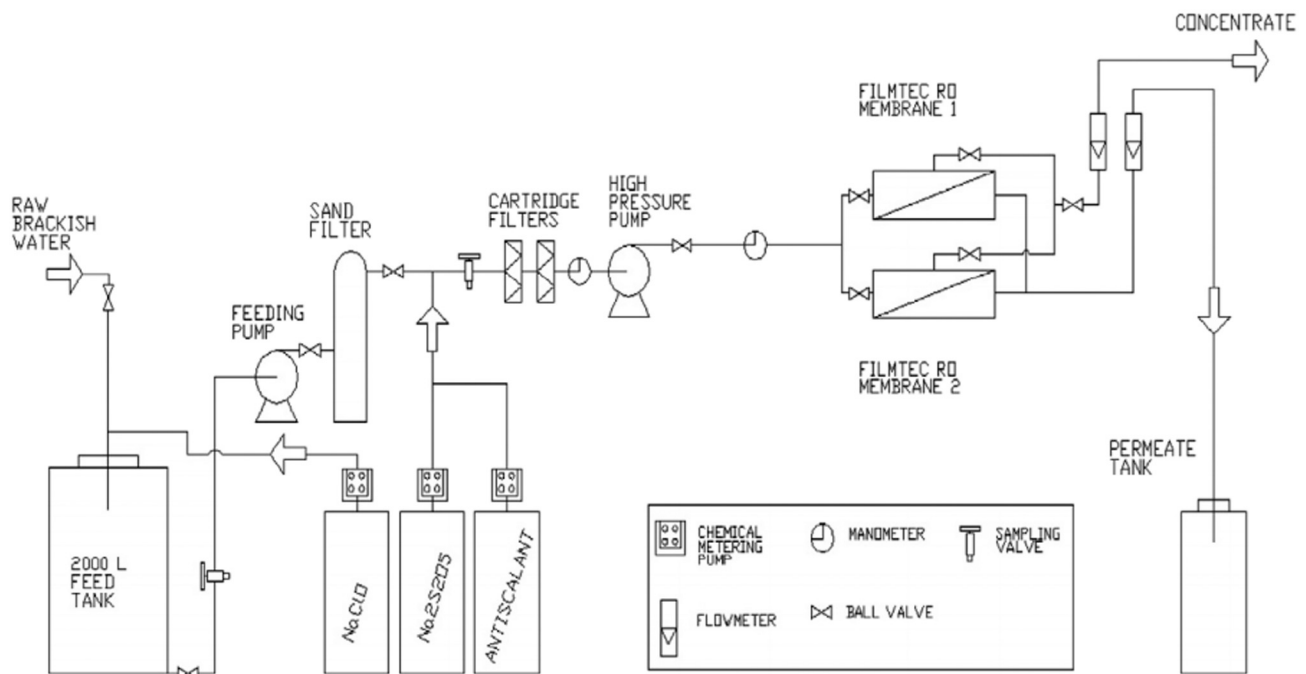 CONCENTRATE
FILMTEC RO
MEMBRANE 1
HIGH
PRESSURE
PUMP
CARTRIDGE
FILTERS
SAND
FILTER
RAW
BRACKISH
WATER
FEEDING
PUMP
FILMTEC RO
MEMBRANE 2
PERMEATE
TANK
2000 L
FEED
TANK
NaClO
Na2S2O5
ANTISCALANT
CHEMICAL
METERING
PUMP
MANOMETER
SAMPLING
VALVE
FLOWMETER
BALL VALVE